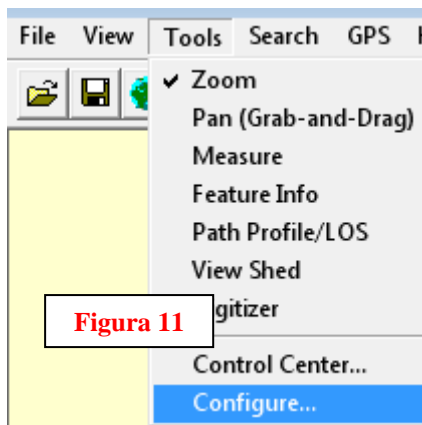 File View Tools Search GPS
Zoom
Pan (Grab-and-Drag)
Measure
Feature Info
Path Profile/LOS
View Shed
Figura 11
gitizer
Control Center...
Configure...